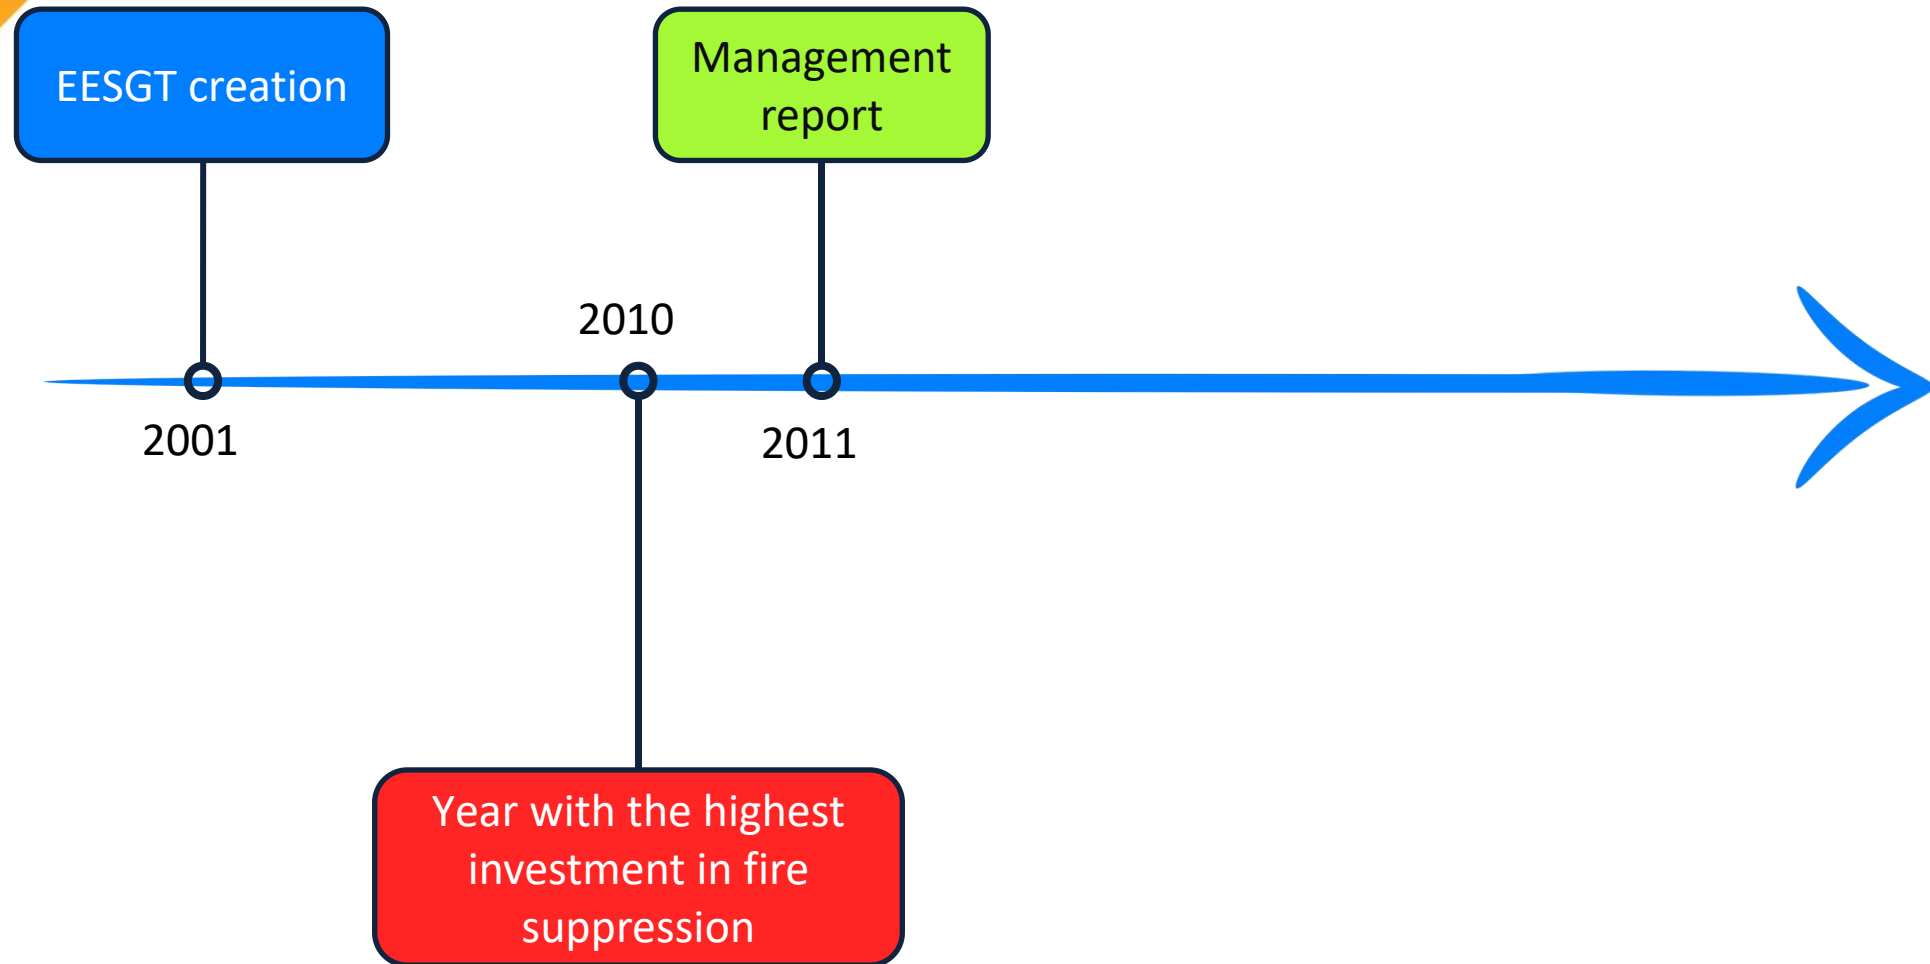 EESGT creation
Management
report
2010
2001
2011
Year with the highest
investment in fire
suppression